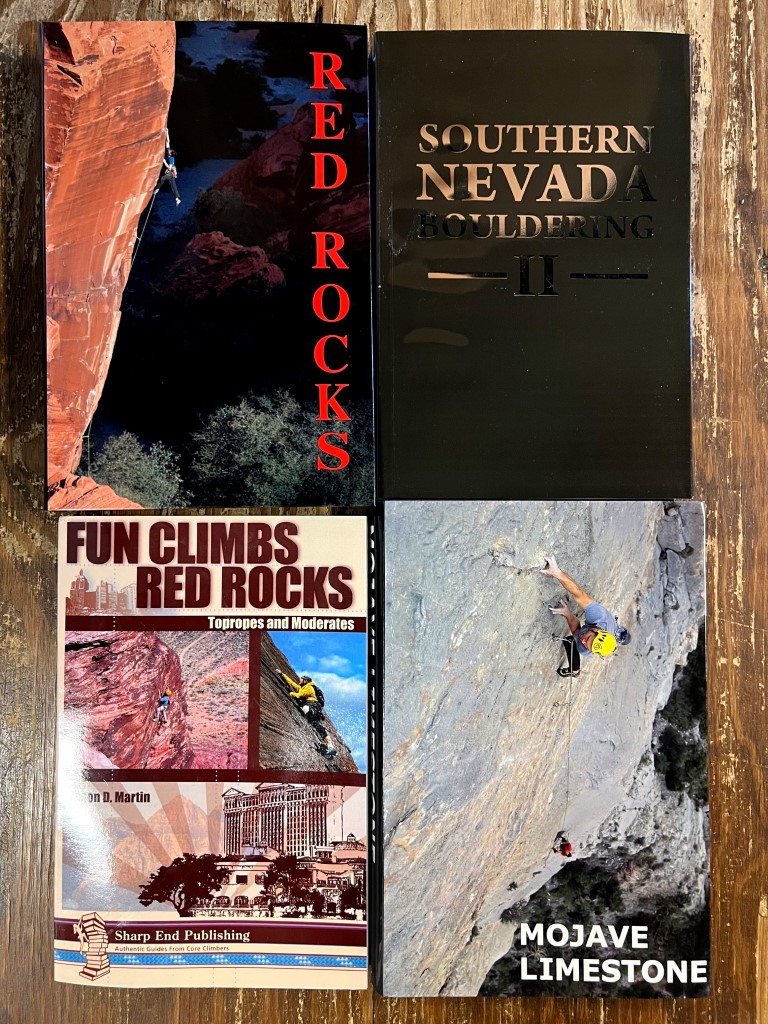 RED ROCKS
SOUTHERN
NEVADA
BOULDERING
II
FUN CLIMBS
RED ROCKS
Topropes and Moderates
on D. Martin
Sharp End Publishing
Authentic Guides From Core Climbers
MOJAVE
LIMESTONE